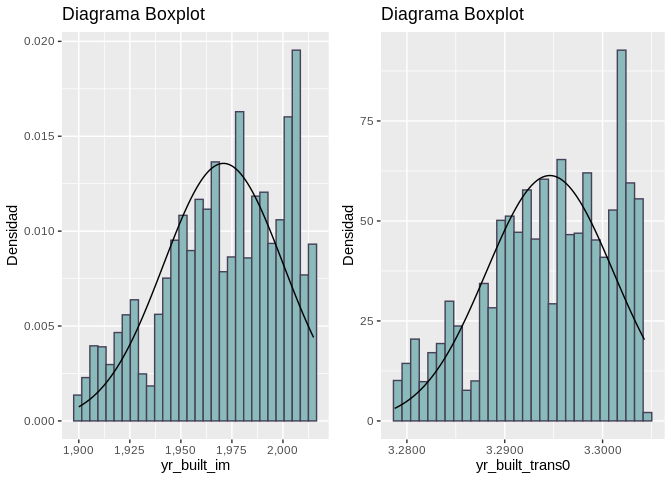 Diagrama Boxplot
0.020
0.015
0.010
0.005
0.000
Densidad
1,900 1,925 1,950 1,975 2,000
yr_built_im
Diagrama Boxplot
75
50
25
0
Densidad
3.2800 3.2900 3.3000
yr_built_trans0